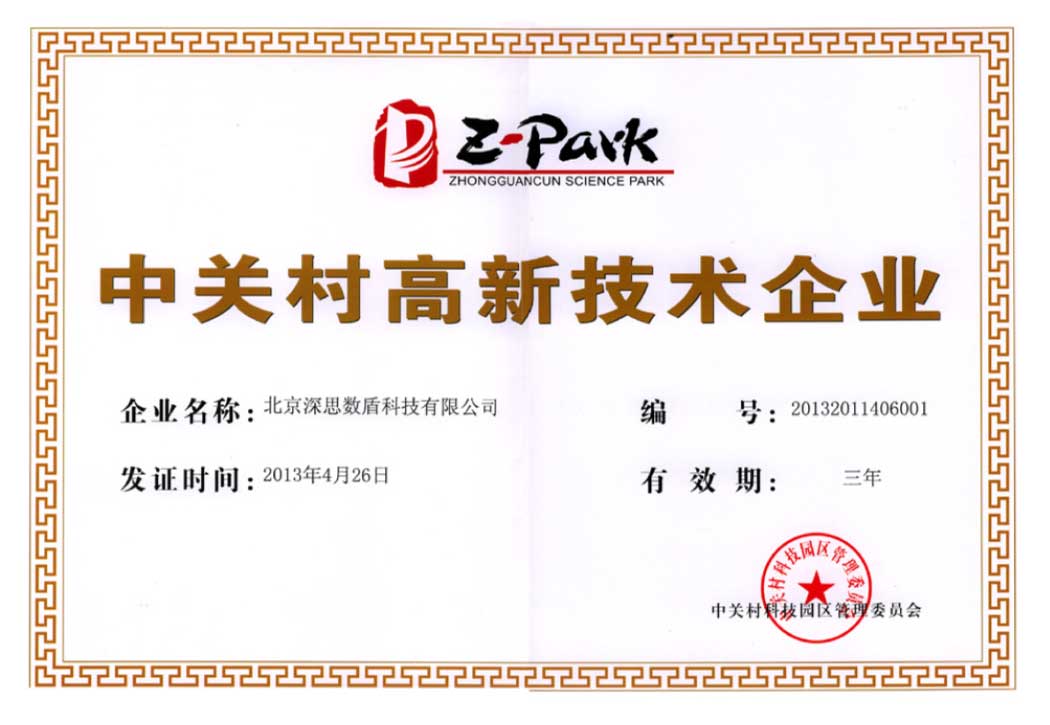 Z-Park
ZHONGGUANCUN SCIENCE PARK
中关村高新技术企业
企业名称：北京深思数盾科技有限公司
编 号：20132011406001
发证时间：2013年4月26日
有 效 期： 三年
中关村科技园区管理委员会
中关村科技园区管理委员会